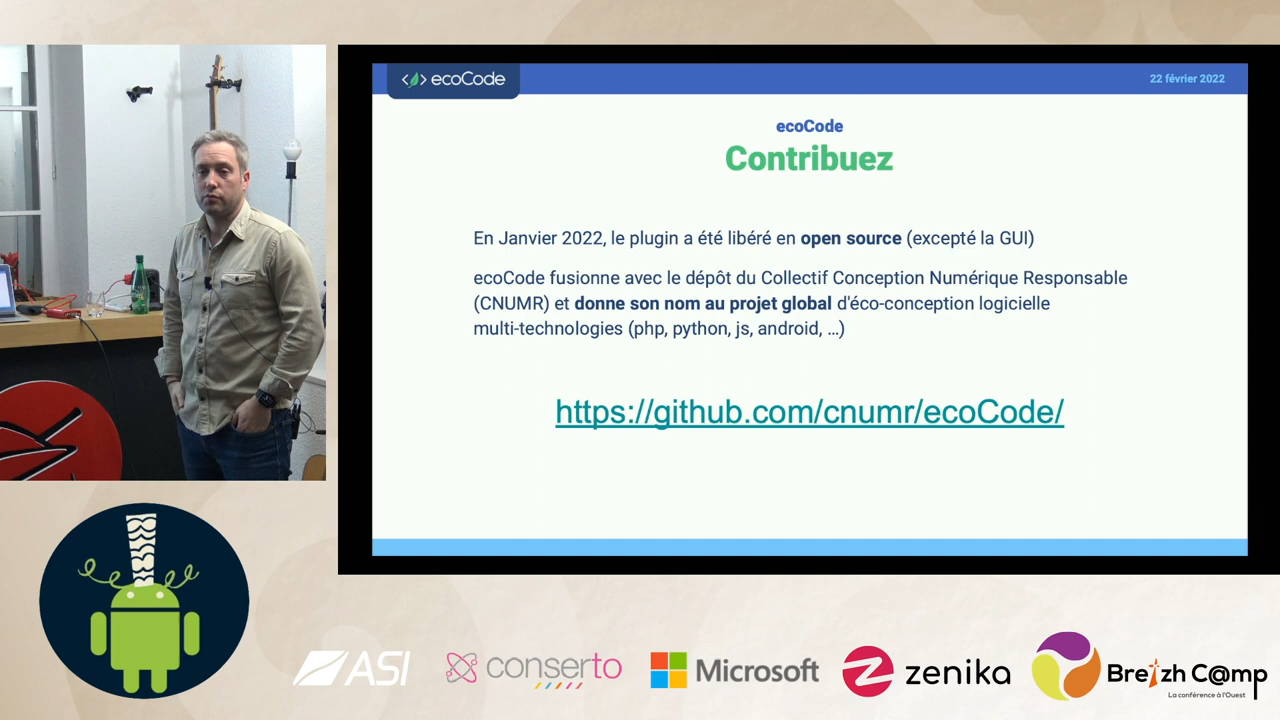 ecoCode
22 février 2022
ecoCode
Contribuez
En Janvier 2022, le plugin a été libéré en open source (excepté la GUI)
ecoCode fusionne avec le dépôt du Collectif Conception Numérique Responsable
(CNUMR) et donne son nom au projet global d'éco-conception logicielle
multi-technologies (php, python, js, android, ...)
https://github.com/cnumr/ecoCode/
ASI
conserto
Microsoft
zenika
Breizh C@mp
La conférence à l'Ouest